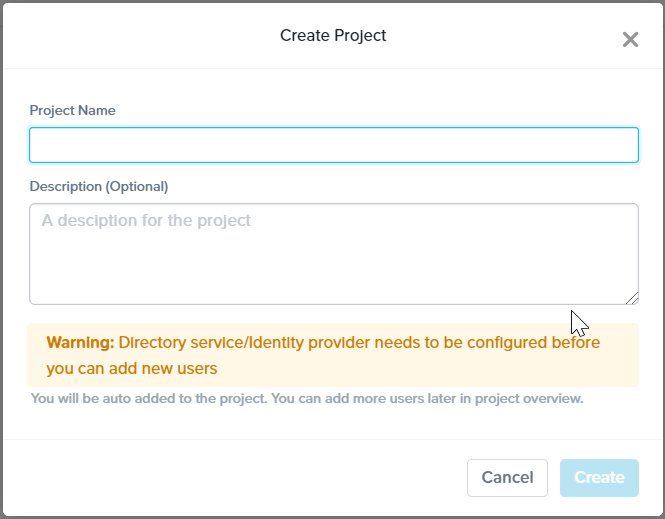 Create Project
Project Name
Description (Optional)
A desciption for the project
Warning: Directory service/Identity provider needs to be configured before
you can add new users
You will be auto added to the project. You can add more users later in project overview.
Cancel
Create